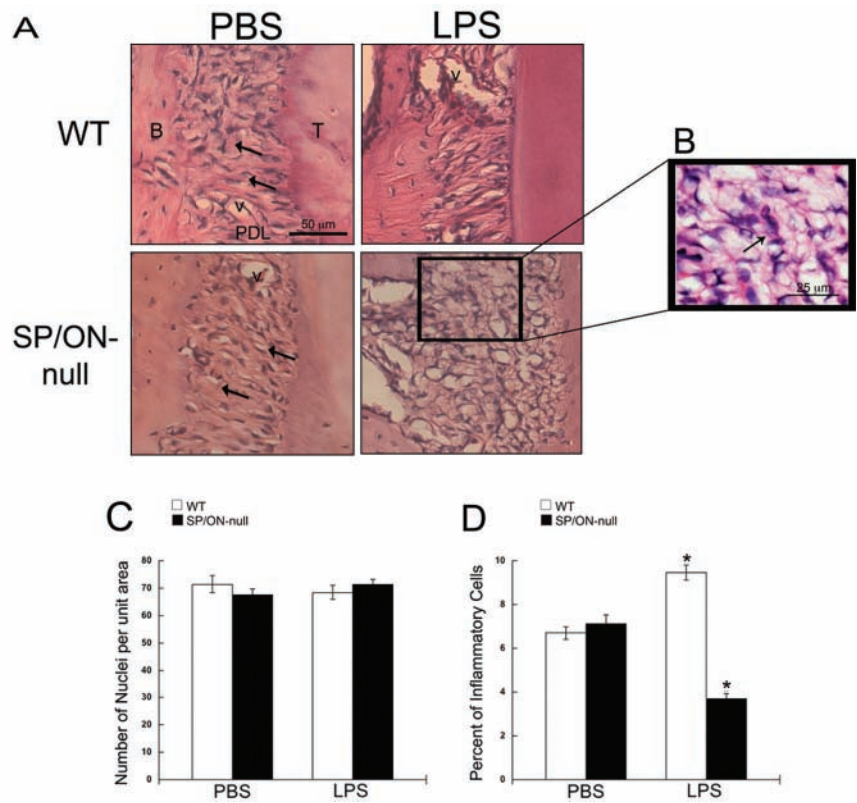 A
PBS
LPS
WT
B
T
V
PDL
50 μm
V
B
25 μm
SP/ON-
null
V
C
WT
SP/ON-null
Number of Nuclei per unit area
80
70
60
50
40
30
20
10
0
PBS
LPS
D
WT
SP/ON-null
Percent of Inflammatory Cells
10
8
6
4
2
0
*
*
PBS
LPS